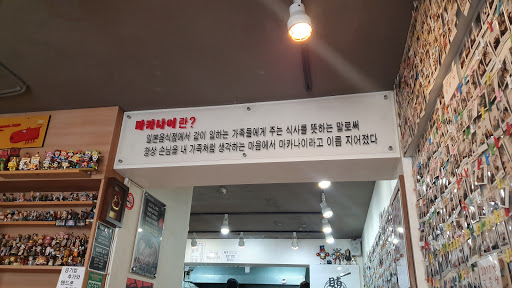 마카나이란?
일본음식점에서 같이 일하는 가족들에게 주는 식사를 뜻하는 말로써
항상 손님을 내 가족처럼 생각하는 마음에서 마카나이라고 이름 지어졌다